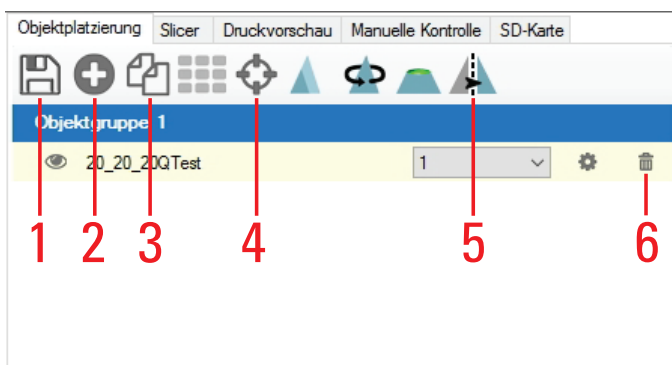 Objektplatzierung Slicer Druckvorschau Manuelle Kontrolle SD-Karte
Objektgruppe 1
20_20_20QTest 1
1 2 3 4 5 6